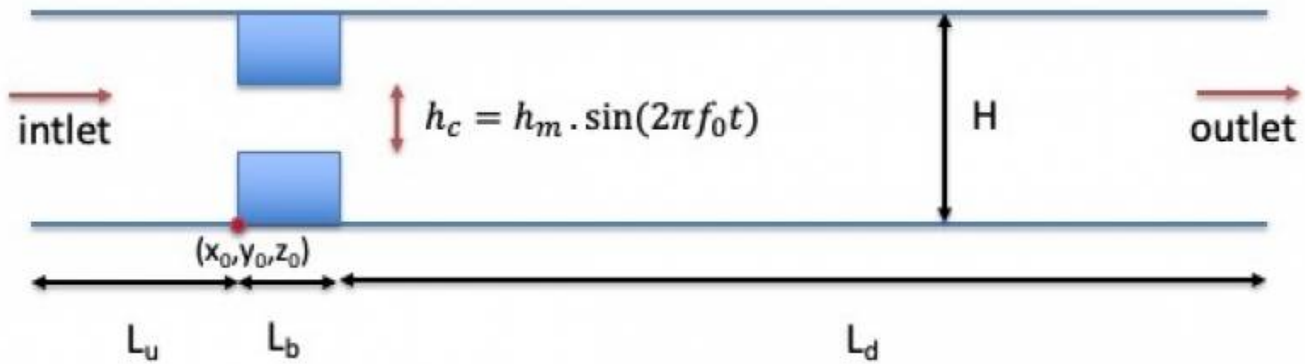 h_c = h_m . sin(2πf_0t)
H
intlet
outlet
(x_0,y_0,z_0)
L_u
L_b
L_d